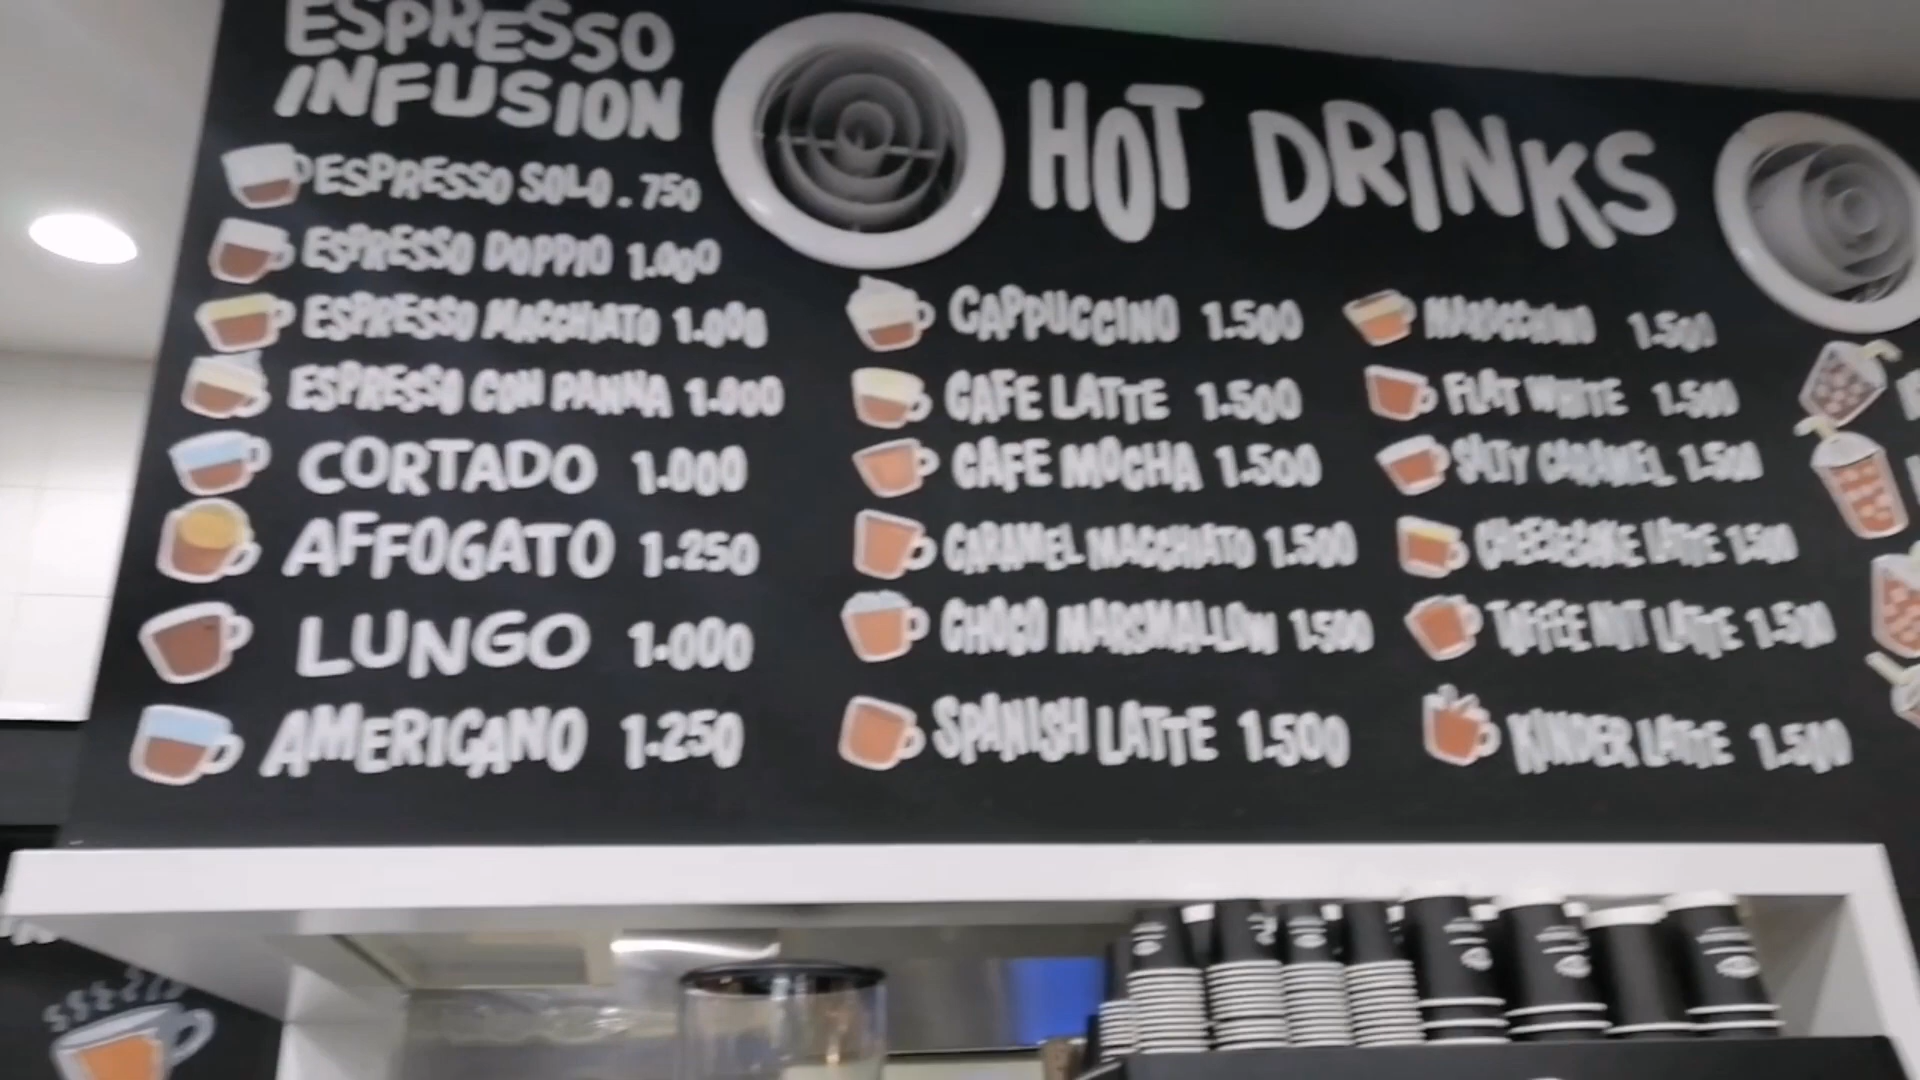 ESPRESSO
INFUSION
ESPRESSO SOLO .750
ESPRESSO DOPPIO 1.000
ESPRESSO MACCHIATO 1.000
ESPRESSO CON PANNA 1.000
CORTADO 1.000
AFFOGATO 1.250
LUNGO 1.000
AMERICANO 1.250
HOT DRINKS
CAPPUCCINO 1.500
CAFE LATTE 1.500
CAFE MOCHA 1.500
CARAMEL MACCHIATO 1.500
CHOCO MARSMALLOW 1.500
SPANISH LATTE 1.500
1.500
FLAT WHITE 1.500
SALTY CARAMEL 1.500
CHEESECAKE LATTE 1.500
TOFFEE NUT LATTE 1.500
KINDER LATTE 1.500